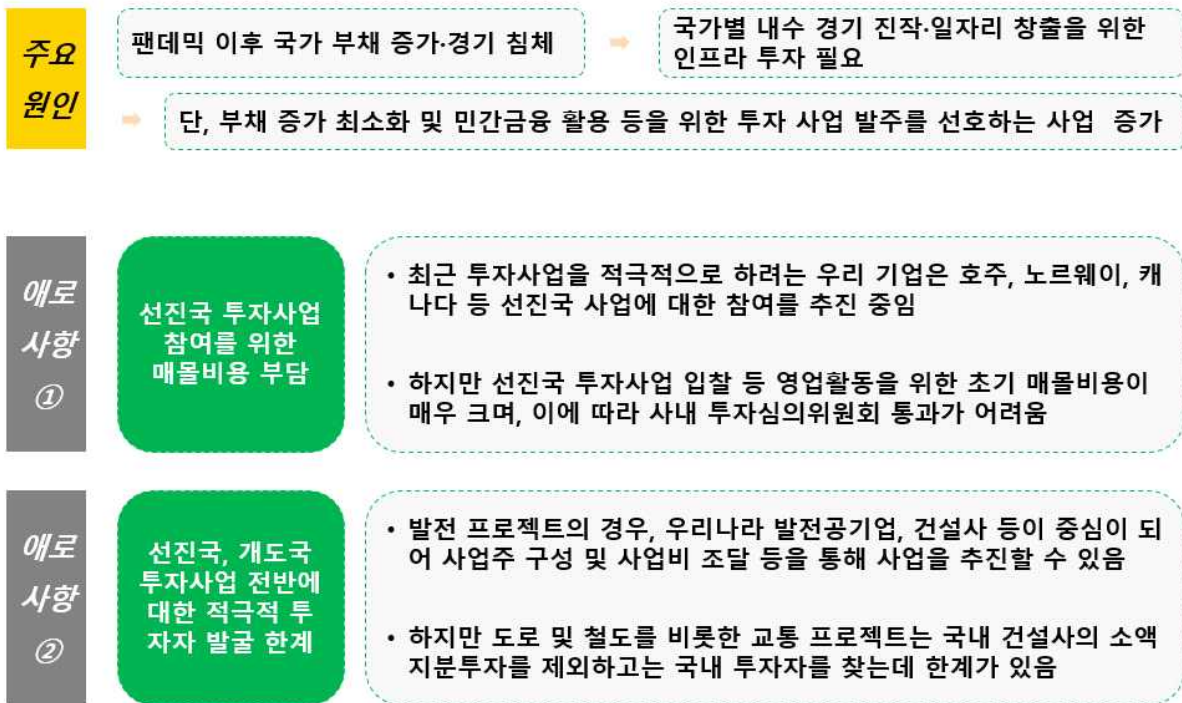 주요
원인
팬데믹 이후 국가 부채 증가·경기 침체
국가별 내수 경기 진작·일자리 창출을 위한
인프라 투자 필요
단, 부채 증가 최소화 및 민간금융 활용 등을 위한 투자 사업 발주를 선호하는 사업 증가
애로
사항
①
선진국 투자사업
참여를 위한
매몰비용 부담
• 최근 투자사업을 적극적으로 하려는 우리 기업은 호주, 노르웨이, 캐
나다 등 선진국 사업에 대한 참여를 추진 중임
• 하지만 선진국 투자사업 입찰 등 영업활동을 위한 초기 매몰비용이
매우 크며, 이에 따라 사내 투자심의위원회 통과가 어려움
애로
사항
②
선진국, 개도국
투자사업 전반에
대한 적극적 투
자자 발굴 한계
• 발전 프로젝트의 경우, 우리나라 발전공기업, 건설사 등이 중심이 되
어 사업주 구성 및 사업비 조달 등을 통해 사업을 추진할 수 있음
• 하지만 도로 및 철도를 비롯한 교통 프로젝트는 국내 건설사의 소액
지분투자를 제외하고는 국내 투자자를 찾는데 한계가 있음